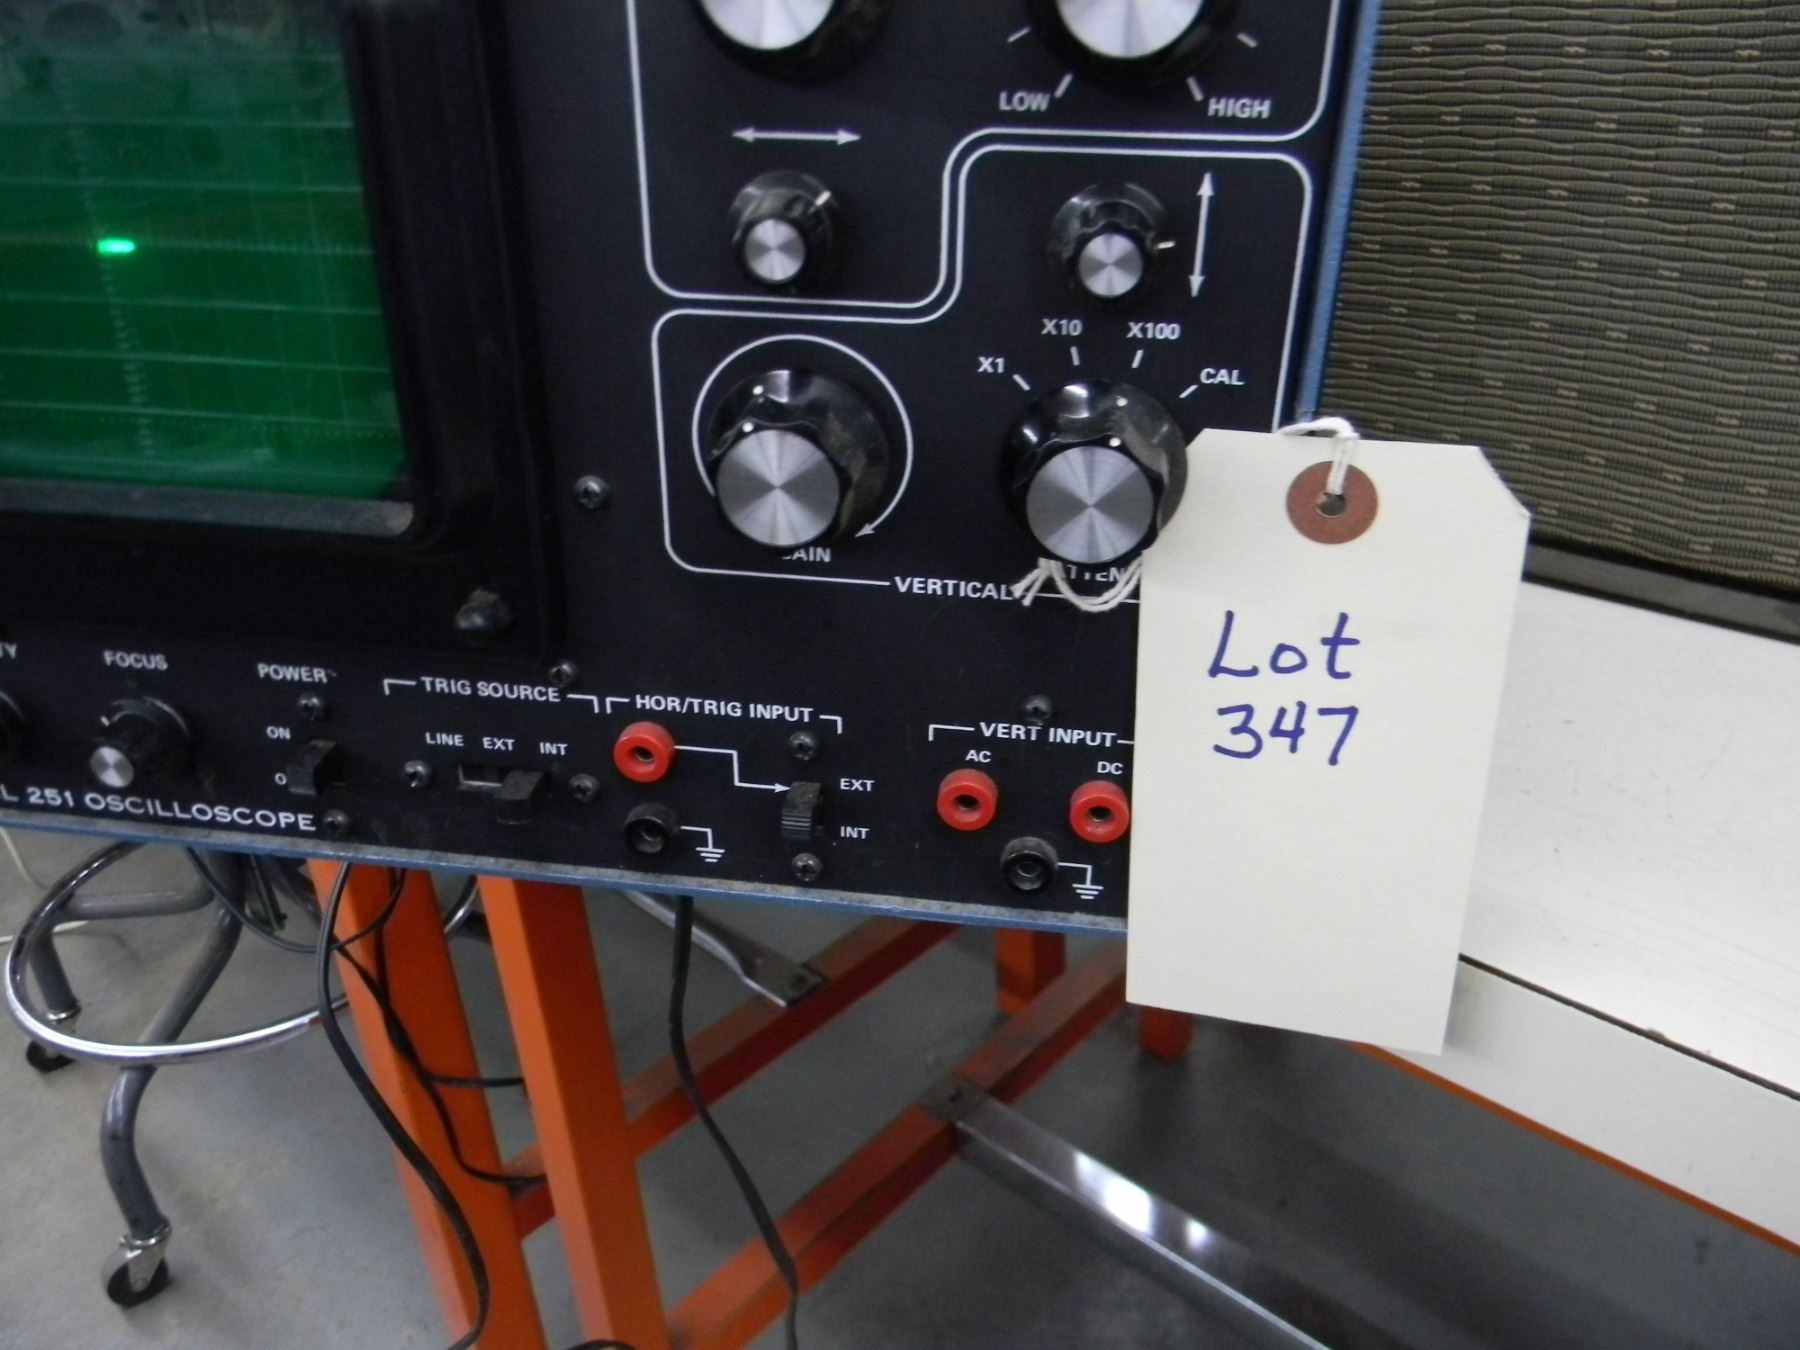 LOW HIGH
X10 X100
X1 CAL
VERTICAL
FOCUS
POWER
TRIG SOURCE
HOR/TRIG INPUT
VERT INPUT
ON
LINE EXT INT
EXT
INT
AC DC
251 OSCILLOSCOPE
Lot
347